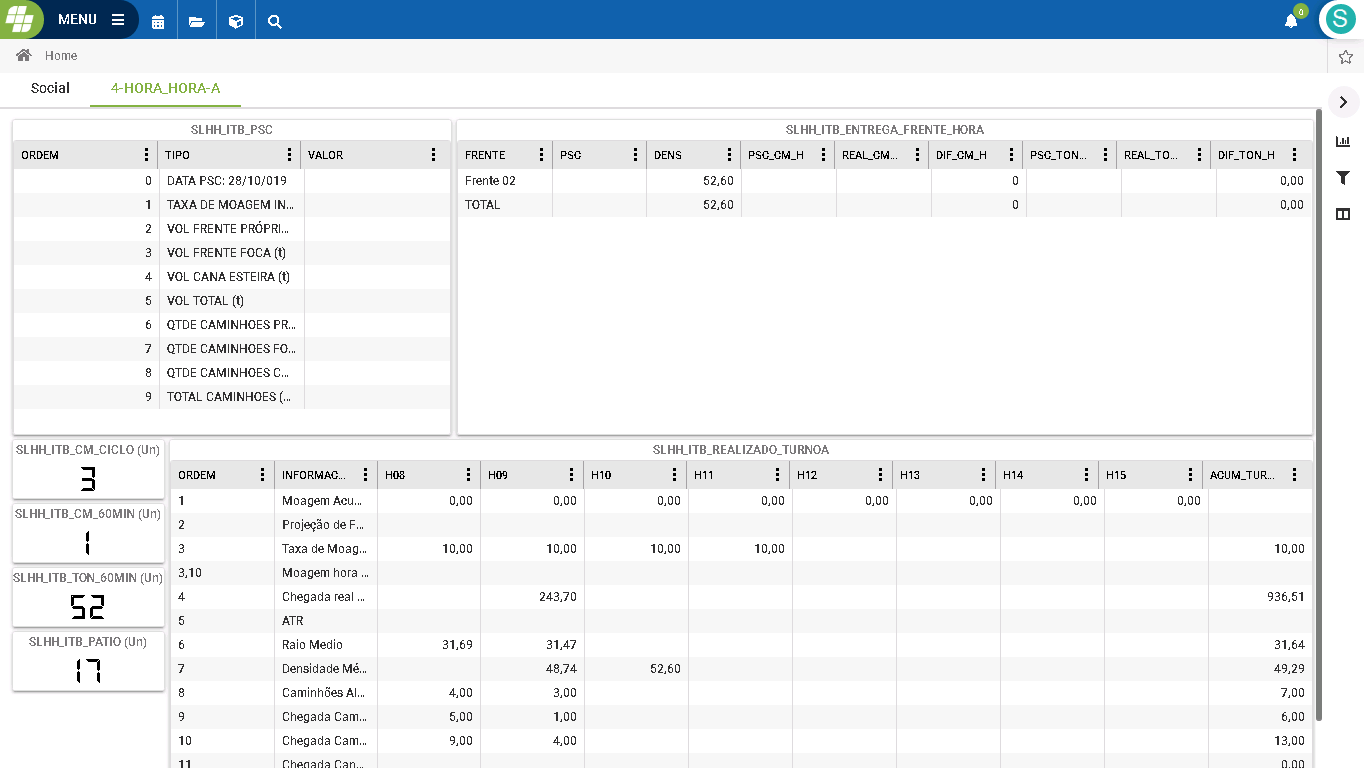 MENU
0
S
Home
Social 4-HORA_HORA-A
SLHH_ITB_PSC
ORDEM TIPO VALOR
0 DATA PSC: 28/10/019
1 TAXA DE MOAGEM IN...
2 VOL FRENTE PRÓPRI...
3 VOL FRENTE FOCA (t)
4 VOL CANA ESTEIRA (t)
5 VOL TOTAL (t)
6 QTDE CAMINHOES PR...
7 QTDE CAMINHOES FO...
8 QTDE CAMINHOES C...
9 TOTAL CAMINHOES (...
SLHH_ITB_ENTREGA_FRENTE_HORA
FRENTE PSC DENS PSC_CM_H REAL_CM... DIF_CM_H PSC_TON... REAL_TO... DIF_TON_H
Frente 02 52,60 0 0,00
TOTAL 52,60 0 0,00
SLHH_ITB_CM_CICLO (Un)
3
SLHH_ITB_CM_60MIN (Un)
1
SLHH_ITB_TON_60MIN (Un)
52
SLHH_ITB_PATIO (Un)
17
SLHH_ITB_REALIZADO_TURNOA
ORDEM INFORMAC... H08 H09 H10 H11 H12 H13 H14 H15 ACUM_TUR...
1 Moagem Acu... 0,00 0,00 0,00 0,00 0,00 0,00 0,00 0,00
2 Projeção de F...
3 Taxa de Moag... 10,00 10,00 10,00 10,00 10,00
3,10 Moagem hora ...
4 Chegada real ... 243,70 936,51
5 ATR
6 Raio Medio 31,69 31,47 31,64
7 Densidade Mé... 48,74 52,60 49,29
8 Caminhões Al... 4,00 3,00 7,00
9 Chegada Cam... 5,00 1,00 6,00
10 Chegada Cam... 9,00 4,00 13,00
11 Chegada Can... 0,00